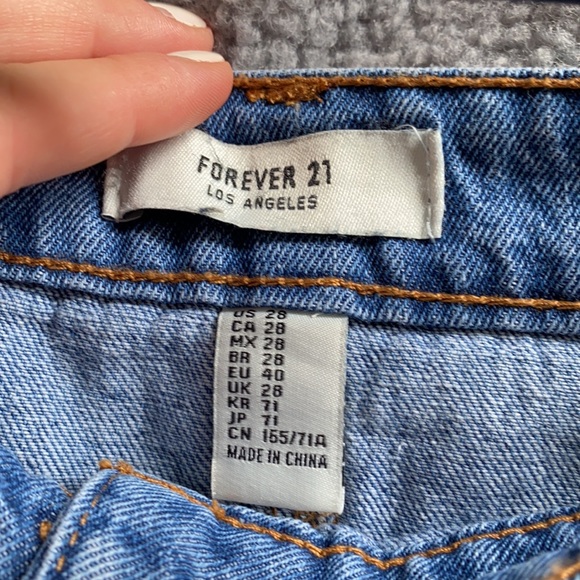 FOREVER 21
LOS ANGELES
US 28
CA 28
MX 28
BR 28
EU 40
UK 28
KR 71
JP 71
CN 155/71A
MADE IN CHINA